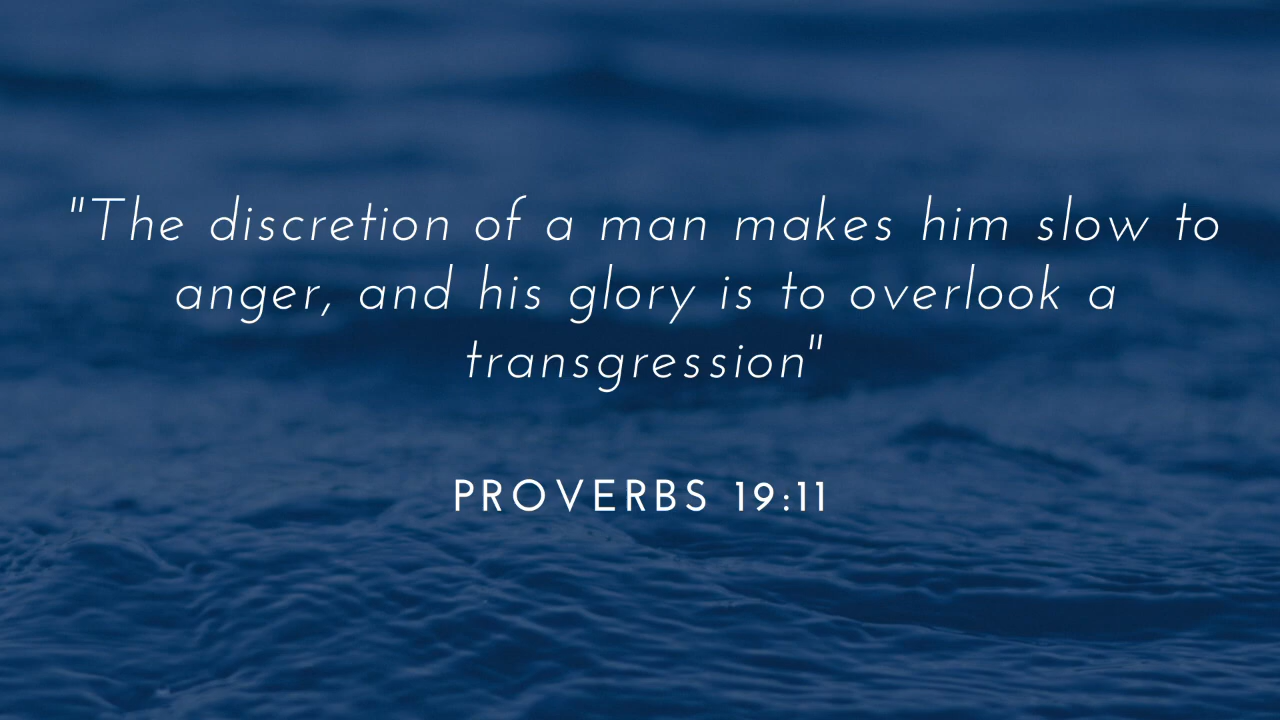 "The discretion of a man makes him slow to
anger, and his glory is to overlook a
transgression"
PROVERBS 19:11